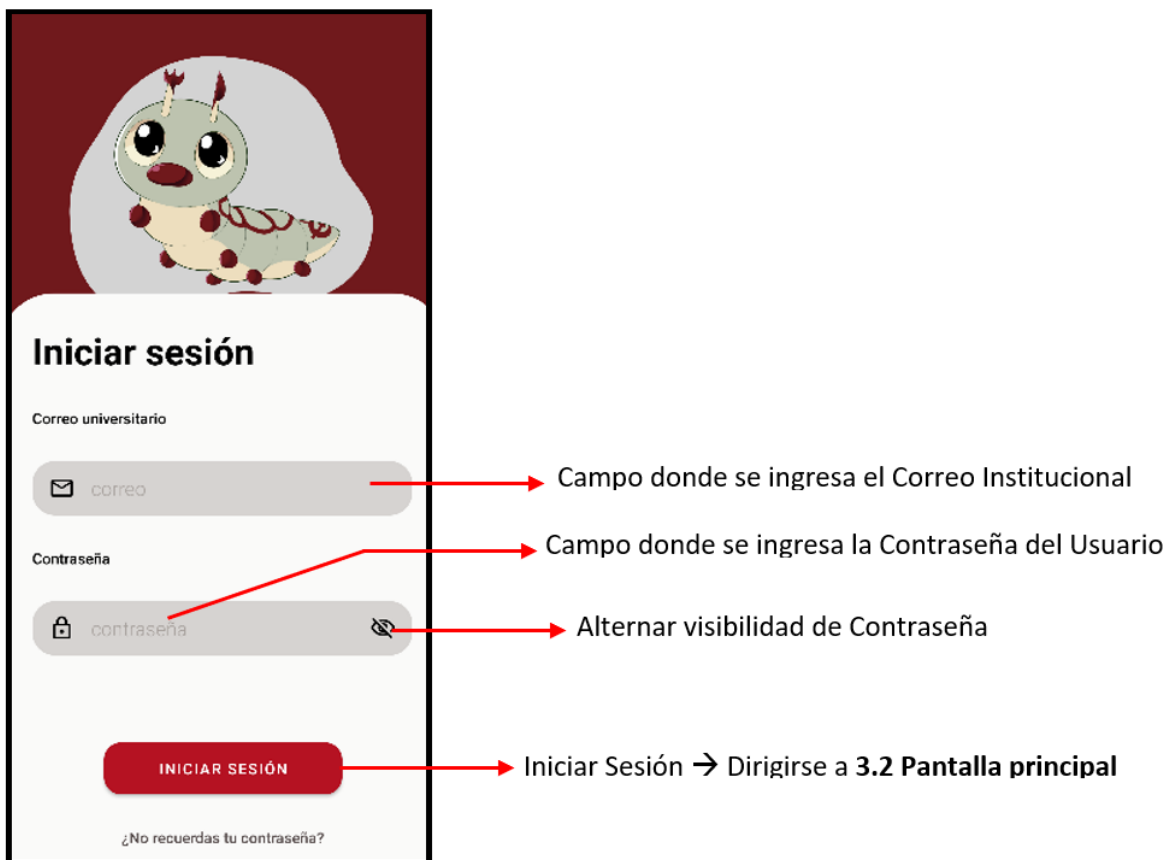 Iniciar sesión
Correo universitario
correo
Campo donde se ingresa el Correo Institucional
Contraseña
Campo donde se ingresa la Contraseña del Usuario
contraseña
Alternar visibilidad de Contraseña
INICIAR SESIÓN
Iniciar Sesión → Dirigirse a 3.2 Pantalla principal
¿No recuerdas tu contraseña?